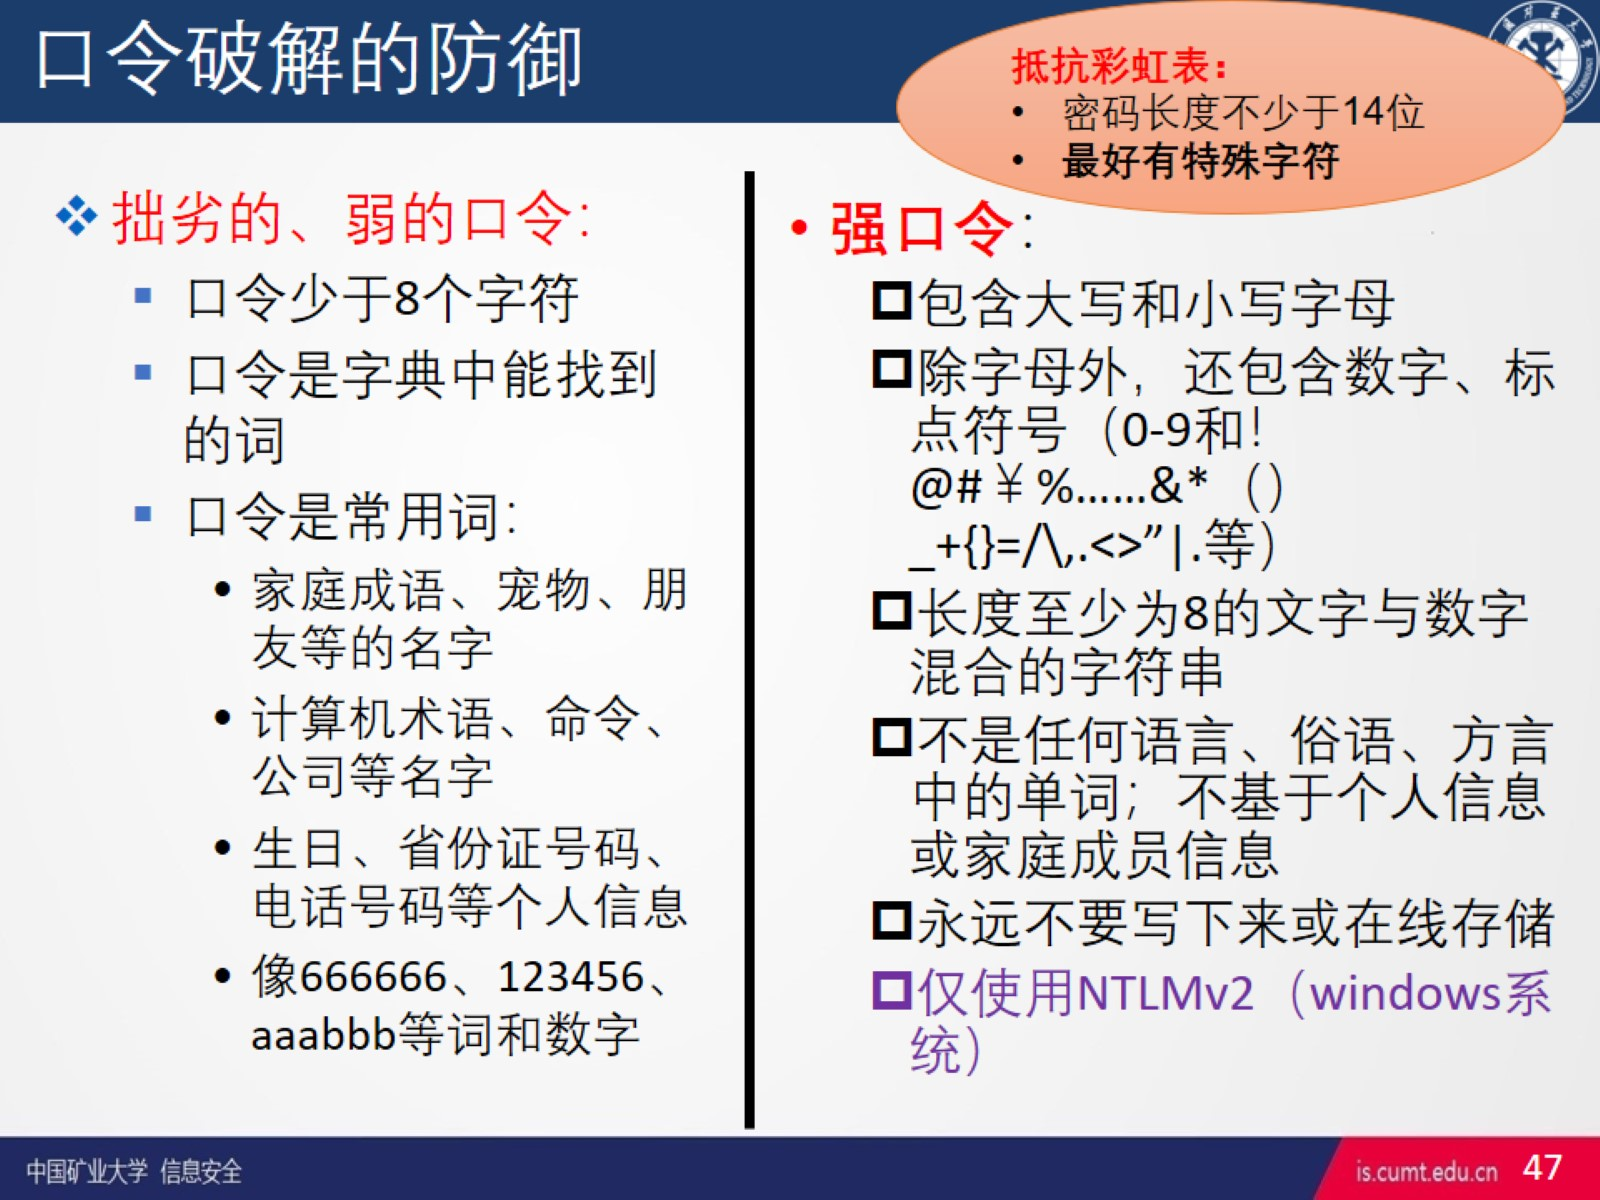 口令破解的防御
抵抗彩虹表：
• 密码长度不少于14位
• 最好有特殊字符
❖拙劣的、弱的口令：
▪ 口令少于8个字符
▪ 口令是字典中能找到
的词
▪ 口令是常用词：
• 家庭成语、宠物、朋
友等的名字
• 计算机术语、命令、
公司等名字
• 生日、省份证号码、
电话号码等个人信息
• 像666666、123456、
aaabbb等词和数字
• 强口令：
包含大写和小写字母
除字母外，还包含数字、标
点符号（0-9和！
@#￥%……&*（）
_+{}=/\,.<>”|.等）
长度至少为8的文字与数字
混合的字符串
不是任何语言、俗语、方言
中的单词；不基于个人信息
或家庭成员信息
永远不要写下来或在线存储
仅使用NTLMv2（windows系
统）
中国矿业大学 信息安全
is.cumt.edu.cn 47